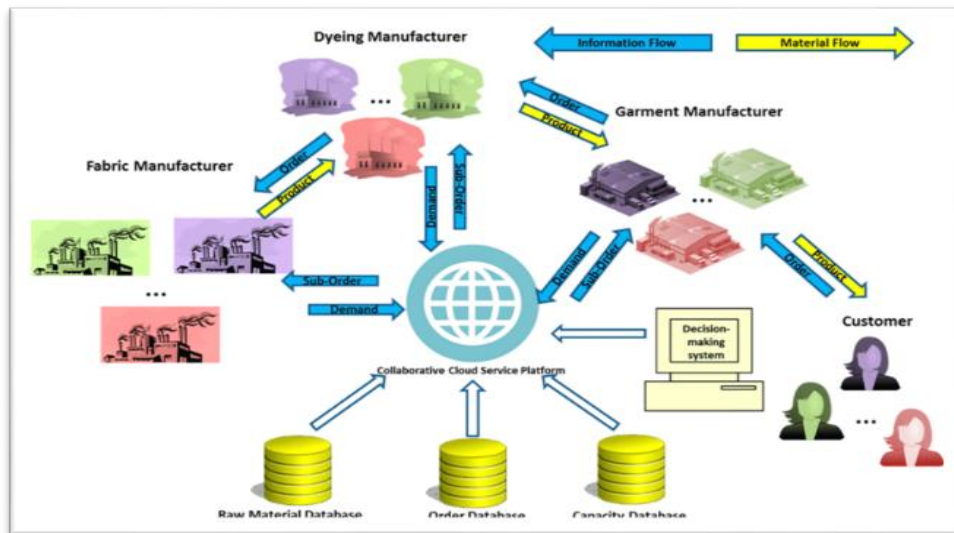 Dyeing Manufacturer
Information Flow
Material Flow
Order
Product
Garment Manufacturer
Fabric Manufacturer
Order
Product
...
...
Demand
Sub-Order
...
Sub-Order
Demand
Demand
Sub-Order
Product
Order
Customer
Decision-
making
system
Collaborative Cloud Service Platform
...
Raw Material Database
Order Database
Capacity Database